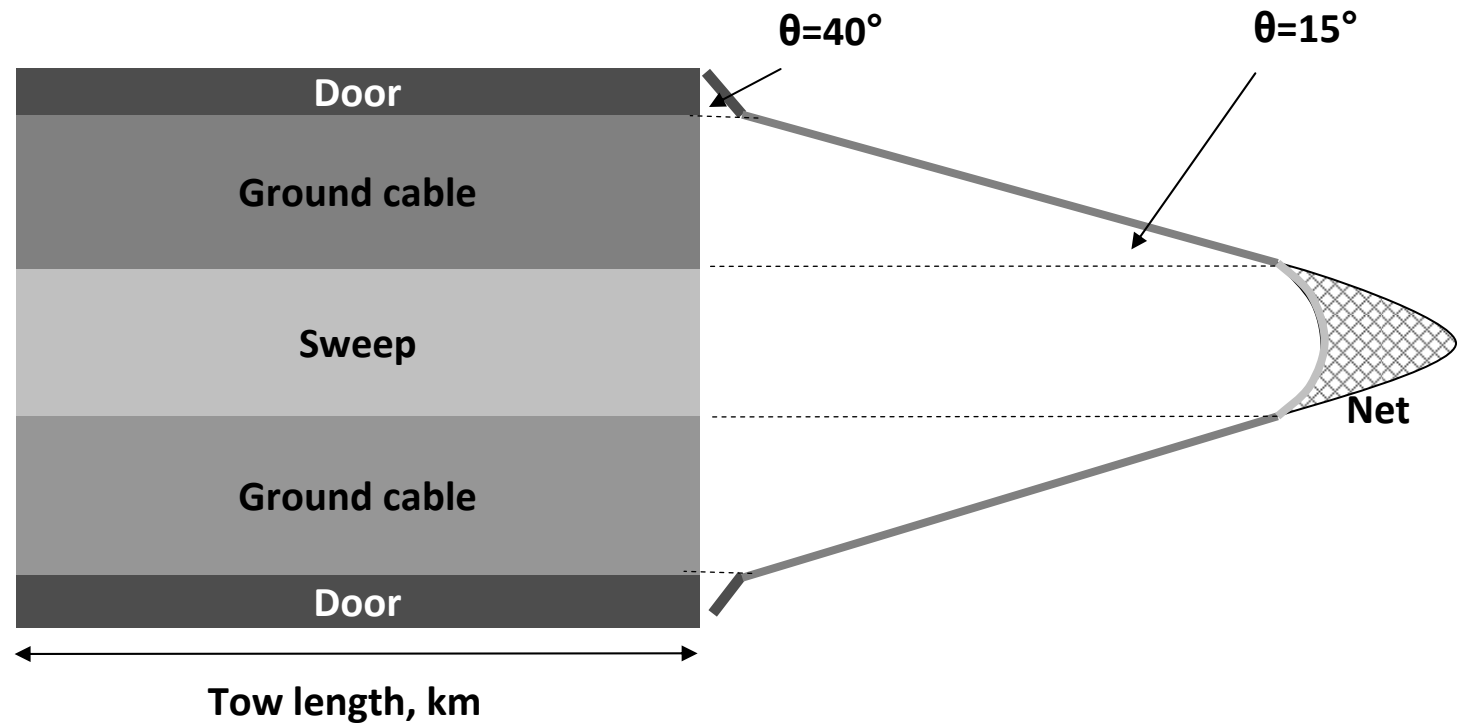 θ=40°
θ=15°
Door
Ground cable
Sweep
Net
Ground cable
Door
Tow length, km